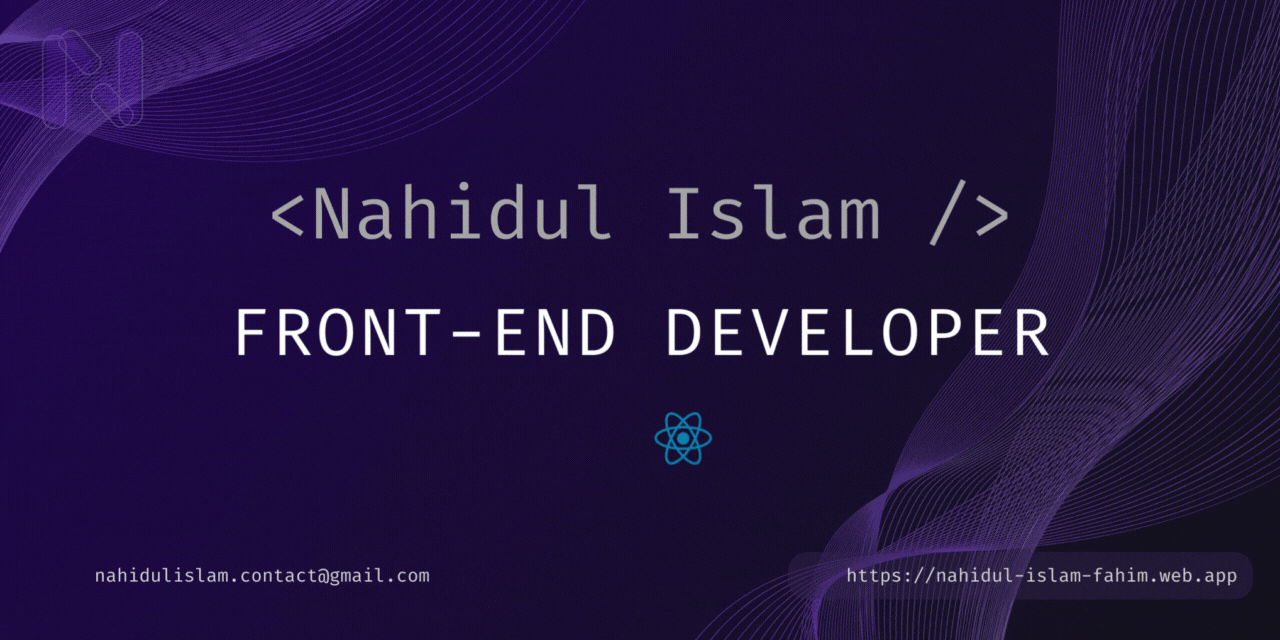 <Nahidul Islam />
FRONT-END DEVELOPER
nahidulislam.contact@gmail.com
https://nahidul-islam-fahim.web.app